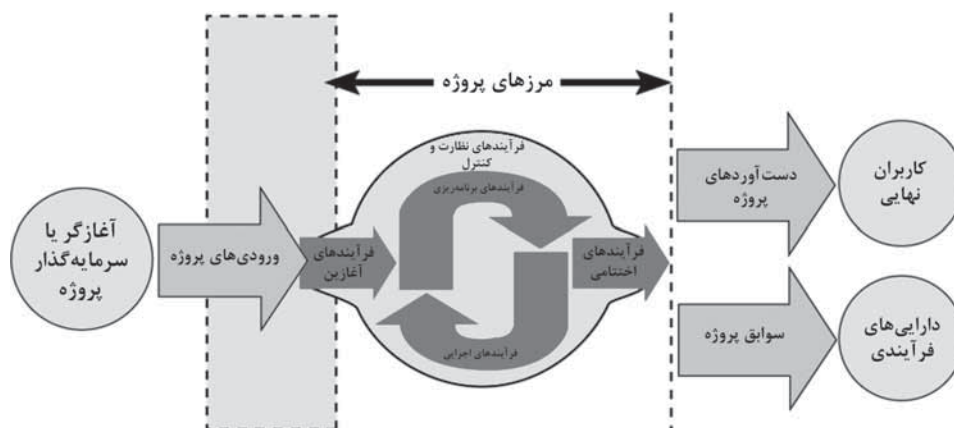 مرزهای پروژه
آغازگر یا
سرمایه‌گذار
پروژه
ورودی‌های پروژه
فرآیندهای
آغازین
فرآیندهای نظارت و
کنترل
فرآیندهای برنامه‌ریزی
فرآیندهای اجرایی
فرآیندهای
اختتامی
دست‌آوردهای
پروژه
کاربران
نهایی
سوابق پروژه
دارایی‌های
فرآیندی